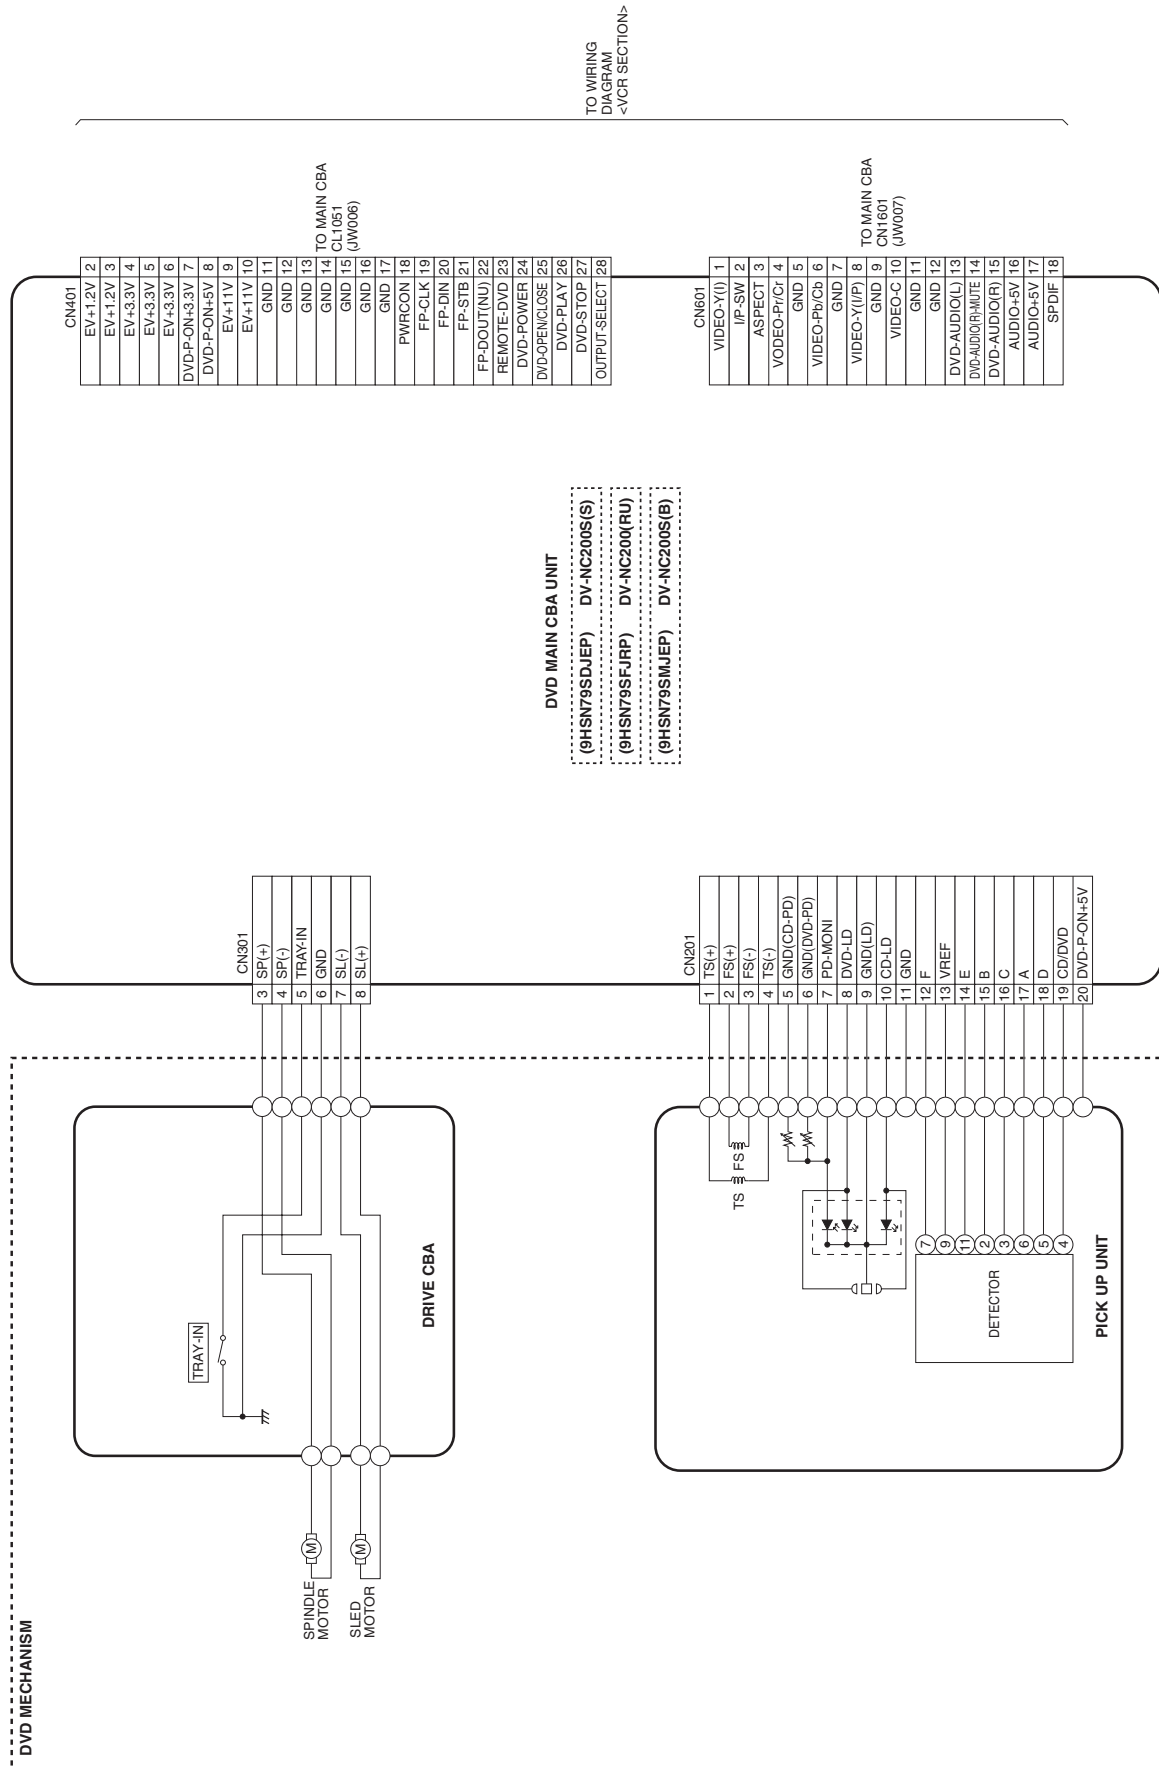 DVD MECHANISM
TO WIRING
DIAGRAM
<VCR SECTION>
CN401
EV+1.2V 2
EV+1.2V 3
EV+3.3V 4
EV+3.3V 5
EV+3.3V 6
DVD-P-ON+3.3V 7
DVD-P-ON+5V 8
EV+11V 9
EV+11V 10
GND 11
GND 12
GND 13
GND 14
GND 15
GND 16
GND 17
PWRCON 18
FP-CLK 19
FP-DIN 20
FP-STB 21
FP-DOUT(NU) 22
REMOTE-DVD 23
DVD-POWER 24
DVD-OPEN/CLOSE 25
DVD-PLAY 26
DVD-STOP 27
OUTPUT-SELECT 28
TO MAIN CBA
CL1051
(JW006)
CN601
VIDEO-Y(I) 1
I/P-SW 2
ASPECT 3
VODEO-Pr/Cr 4
GND 5
VIDEO-Pb/Cb 6
GND 7
VIDEO-Y(I/P) 8
GND 9
VIDEO-C 10
GND 11
GND 12
DVD-AUDIO(L) 13
DVD-AUDIO(R)-MUTE 14
DVD-AUDIO(R) 15
AUDIO+5V 16
AUDIO+5V 17
SPDIF 18
TO MAIN CBA
CN1601
(JW007)
DVD MAIN CBA UNIT
(9HSN79SDJEP) DV-NC200S(S)
(9HSN79SFJRP) DV-NC200(RU)
(9HSN79SMJEP) DV-NC200S(B)
CN301
3 SP(+)
4 SP(-)
5 TRAY-IN
6 GND
7 SL(-)
8 SL(+)
CN201
1 TS(+)
2 FS(+)
3 FS(-)
4 TS(-)
5 GND(CD-PD)
6 GND(DVD-PD)
7 PD-MONI
8 DVD-LD
9 GND(LD)
10 CD-LD
11 GND
12 F
13 VREF
14 E
15 B
16 C
17 A
18 D
19 CD/DVD
20 DVD-P-ON+5V
TRAY-IN
DRIVE CBA
M
SPINDLE
MOTOR
M
SLED
MOTOR
TS
FS
7
9
11
2
3
6
5
4
DETECTOR
PICK UP UNIT